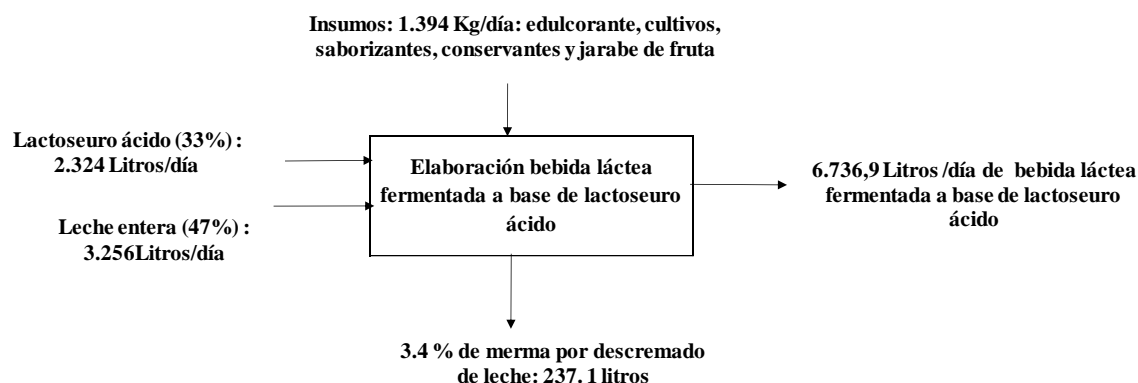 Insumos: 1.394 Kg/día: edulcorante, cultivos,
saborizantes, conservantes y jarabe de fruta
Lactoseuro ácido (33%) :
2.324 Litros/día
Leche entera (47%) :
3.256Litros/día
Elaboración bebida láctea
fermentada a base de lactoseuro
ácido
6.736,9 Litros /día de bebida láctea
fermentada a base de lactoseuro
ácido
3.4 % de merma por descremado
de leche: 237. 1 litros